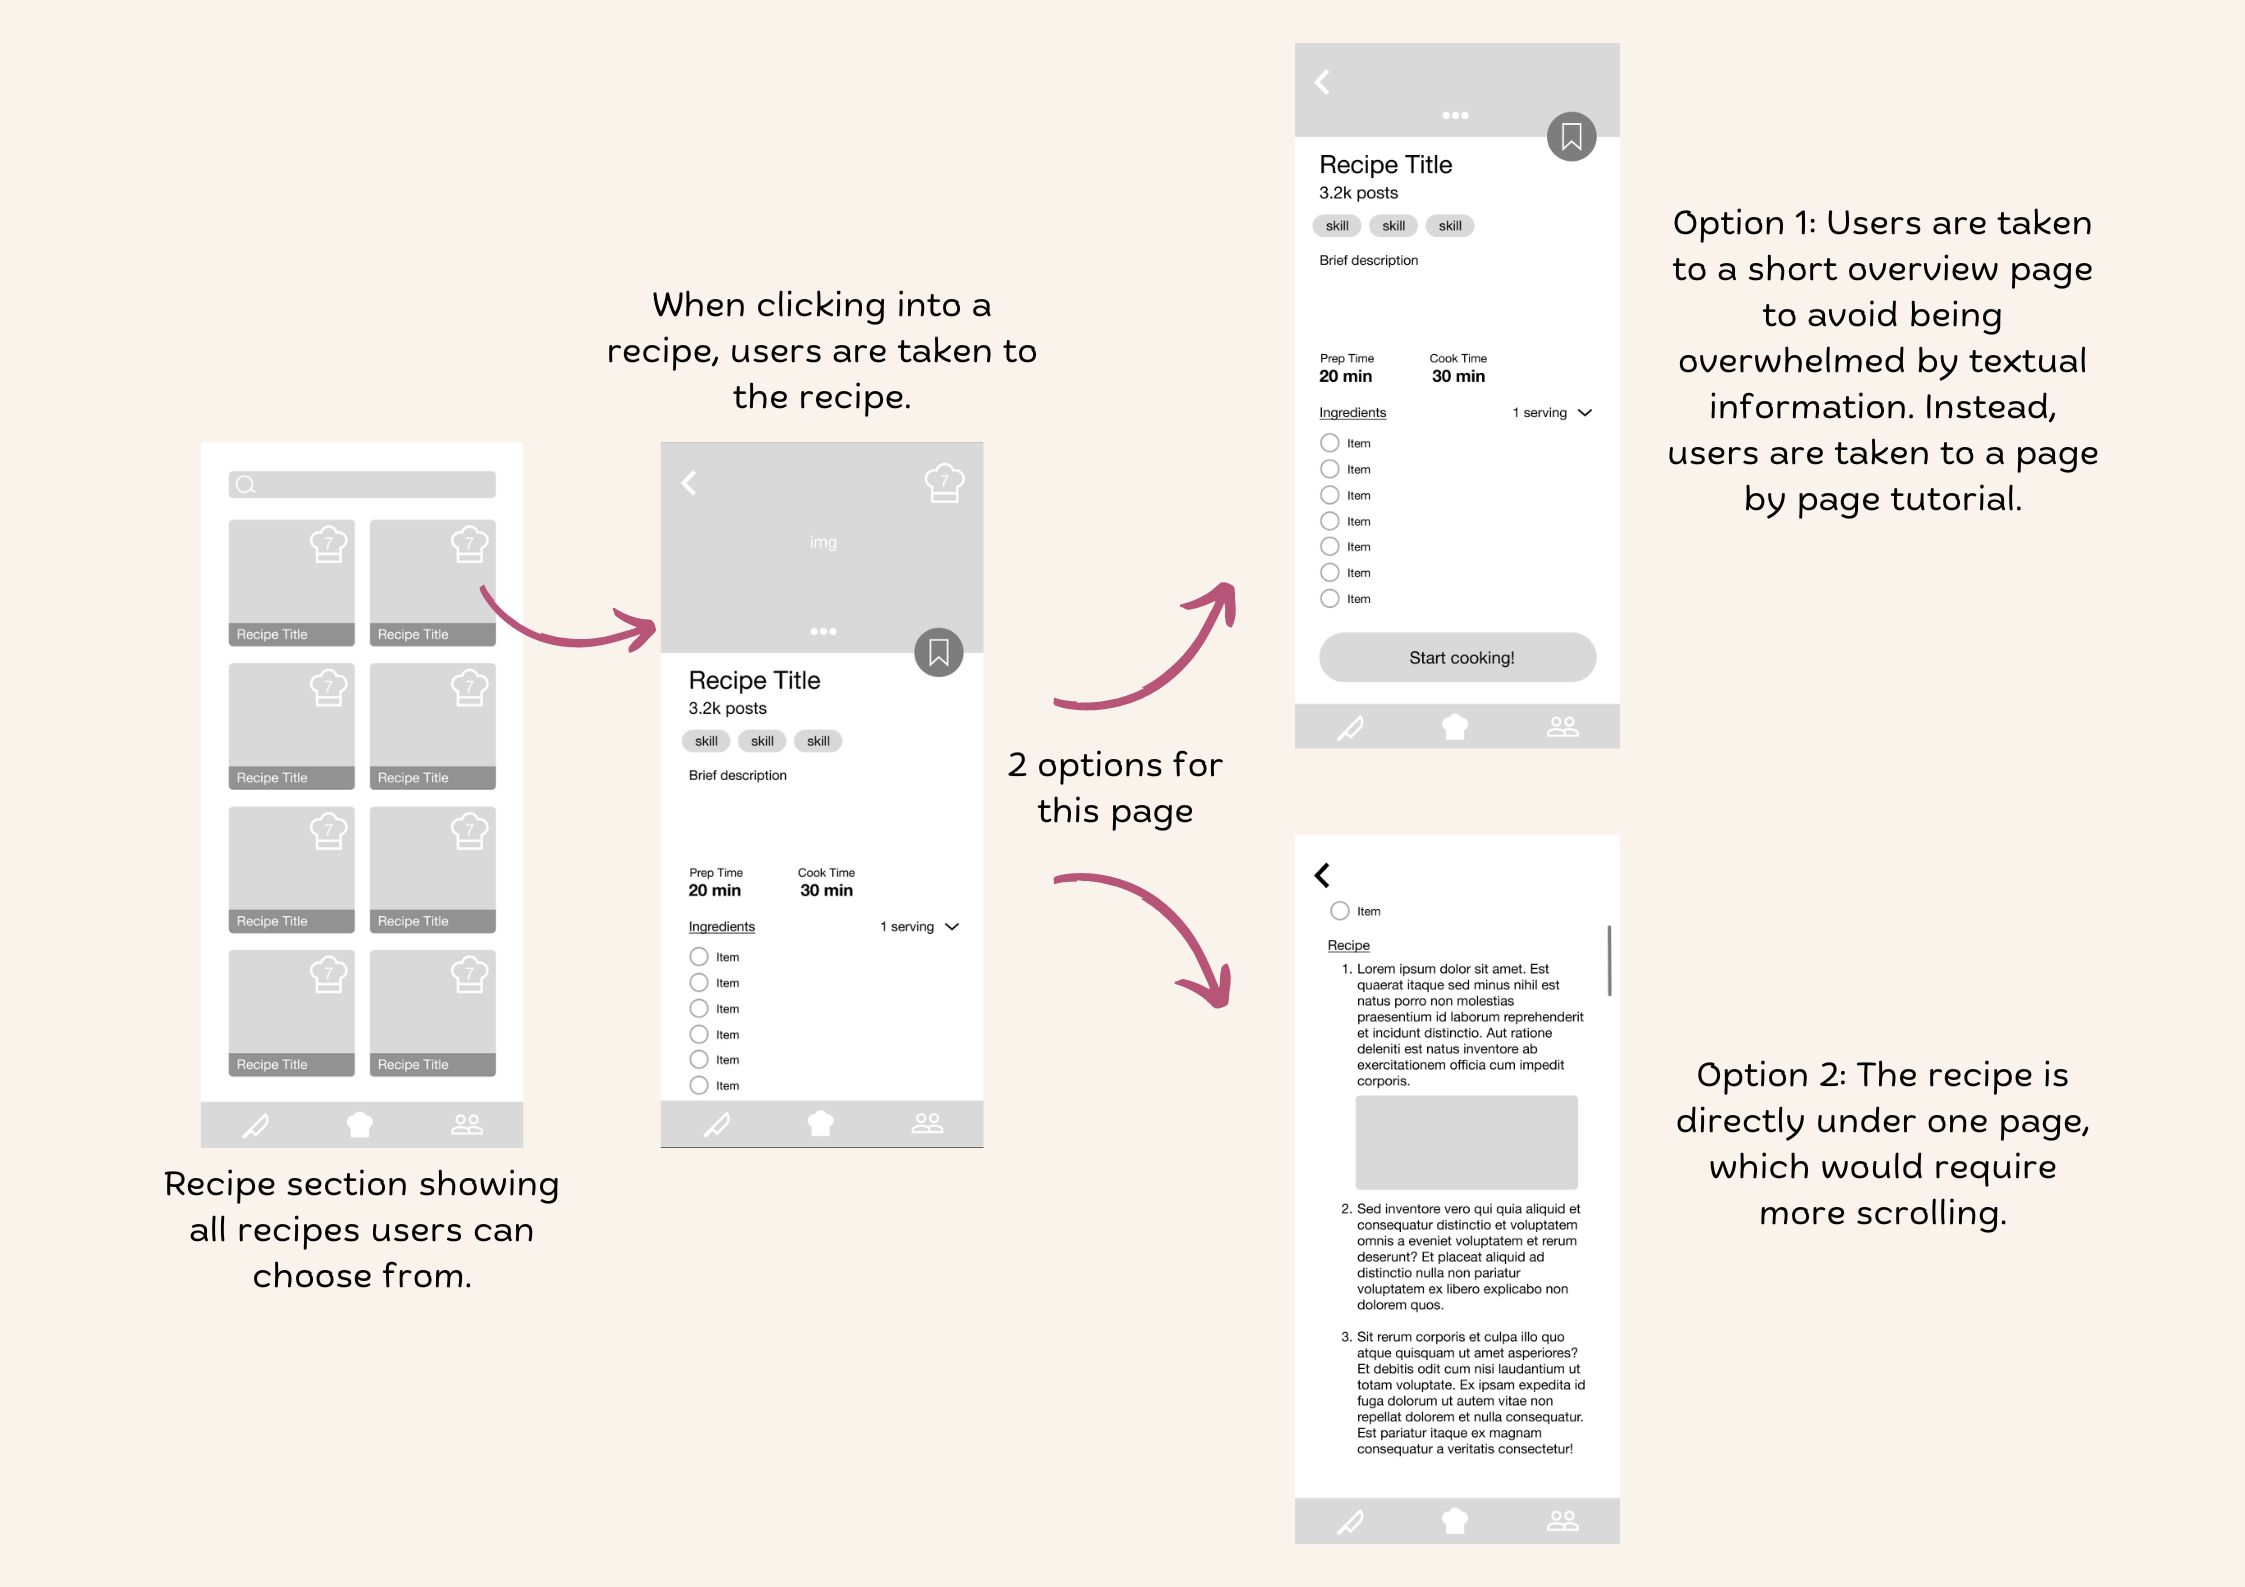 Recipe section showing
all recipes users can
choose from.
7
7
Recipe Title
Recipe Title
7
7
Recipe Title
Recipe Title
7
7
Recipe Title
Recipe Title
7
7
Recipe Title
Recipe Title
When clicking into a
recipe, users are taken to
the recipe.
7
img
Recipe Title
3.2k posts
skill
skill
skill
Brief description
Prep Time
Cook Time
20 min
30 min
Ingredients
1 serving
Item
Item
Item
Item
Item
Item
2 options for
this page
Recipe Title
3.2k posts
skill
skill
skill
Brief description
Prep Time
Cook Time
20 min
30 min
Ingredients
1 serving
Item
Item
Item
Item
Item
Item
Item
Start cooking!
Option 1: Users are taken
to a short overview page
to avoid being
overwhelmed by textual
information. Instead,
users are taken to a page
by page tutorial.
Item
Recipe
1. Lorem ipsum dolor sit amet. Est
quaerat itaque sed minus nihil est
natus porro non molestias
praesentium id laborum reprehenderit
et incidunt distinctio. Aut ratione
deleniti est natus inventore ab
exercitationem officia cum impedit
corporis.
2. Sed inventore vero qui quia aliquid et
consequatur distinctio et voluptatem
omnis a eveniet voluptatem et rerum
deserunt? Et placeat aliquid ad
distinctio nulla non pariatur
voluptatem ex libero explicabo non
dolorem quos.
3. Sit rerum corporis et culpa illo quo
atque quisquam ut amet asperiores?
Et debitis odit cum nisi laudantium ut
totam voluptate. Ex ipsam expedita id
fuga dolorum ut autem vitae non
repellat dolorem et nulla consequatur.
Est pariatur itaque ex magnam
consequatur a veritatis consectetur!
Option 2: The recipe is
directly under one page,
which would require
more scrolling.